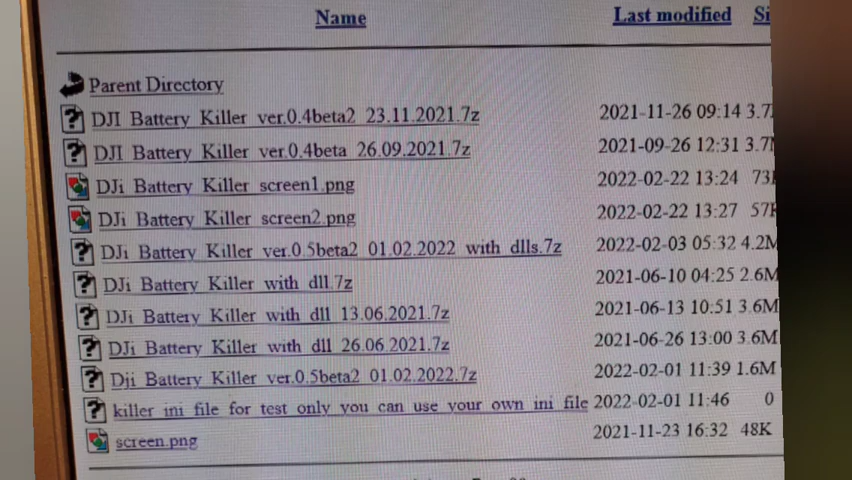 Name Last modified Si
Parent Directory
DJI Battery Killer ver.0.4beta2 23.11.2021.7z 2021-11-26 09:14 3.7
DJI Battery Killer ver.0.4beta 26.09.2021.7z 2021-09-26 12:31 3.7
DJi Battery Killer screen1.png 2022-02-22 13:24 73
DJi Battery Killer screen2.png 2022-02-22 13:27 57
DJi Battery Killer ver.0.5beta2 01.02.2022 with dlls.7z 2022-02-03 05:32 4.2M
DJi Battery Killer with dll.7z 2021-06-10 04:25 2.6M
DJi Battery Killer with dll 13.06.2021.7z 2021-06-13 10:51 3.6M
DJi Battery Killer with dll 26.06.2021.7z 2021-06-26 13:00 3.6M
Dji Battery Killer ver.0.5beta2 01.02.2022.7z 2022-02-01 11:39 1.6M
killer ini file for test only you can use your own ini file 2022-02-01 11:46 0
screen.png 2021-11-23 16:32 48K